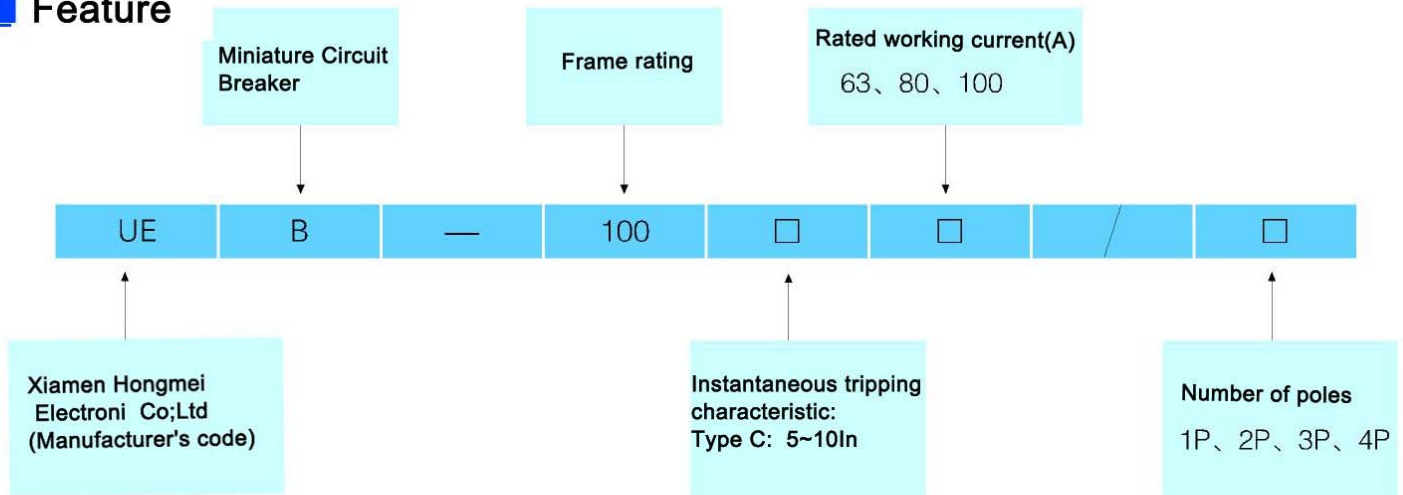 Feature
Miniature Circuit
Breaker
Frame rating
Rated working current(A)
63、80、100
UE B — 100 □ □ / □
Xiamen Hongmei
Electroni Co;Ltd
(Manufacturer's code)
Instantaneous tripping
characteristic:
Type C: 5~10In
Number of poles
1P、2P、3P、4P